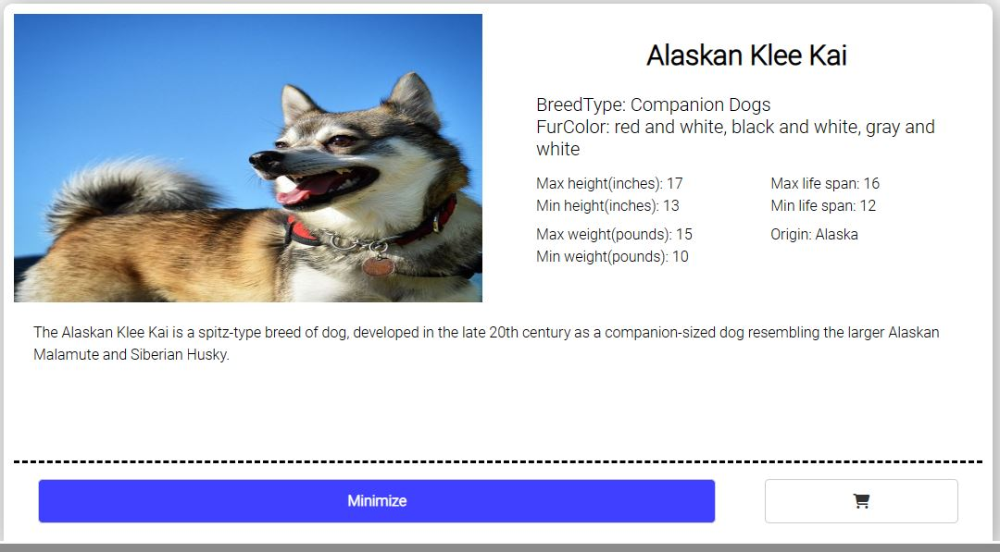 Alaskan Klee Kai
BreedType: Companion Dogs
FurColor: red and white, black and white, gray and
white
Max height(inches): 17
Min height(inches): 13
Max life span: 16
Min life span: 12
Max weight(pounds): 15
Min weight(pounds): 10
Origin: Alaska
The Alaskan Klee Kai is a spitz-type breed of dog, developed in the late 20th century as a companion-sized dog resembling the larger Alaskan
Malamute and Siberian Husky.
Minimize